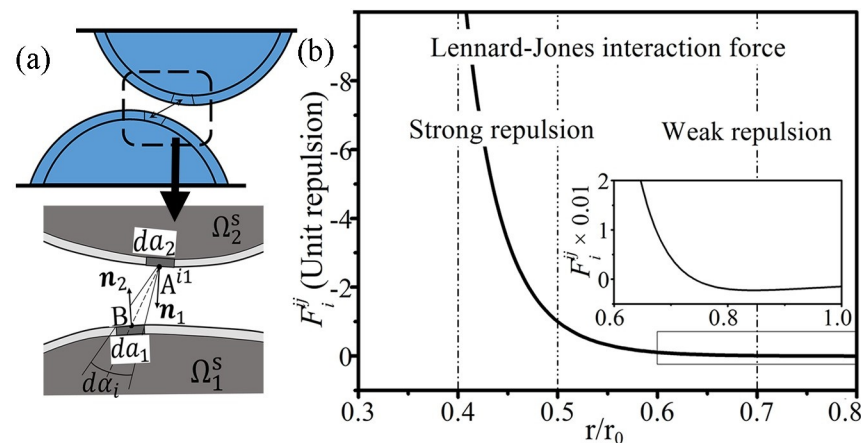 (a)
Ω₂ˢ
da₂
n₂
Aⁱ¹
B
n₁
da₁
dαᵢ
Ω₁ˢ
(b)
Lennard-Jones interaction force
Strong repulsion
Weak repulsion
Fᵢⁱʲ (Unit repulsion)
-8
-6
-4
-2
0
0.3 0.4 0.5 0.6 0.7 0.8
r/r₀
Fᵢⁱʲ × 0.01
2
1
0
0.6 0.8 1.0